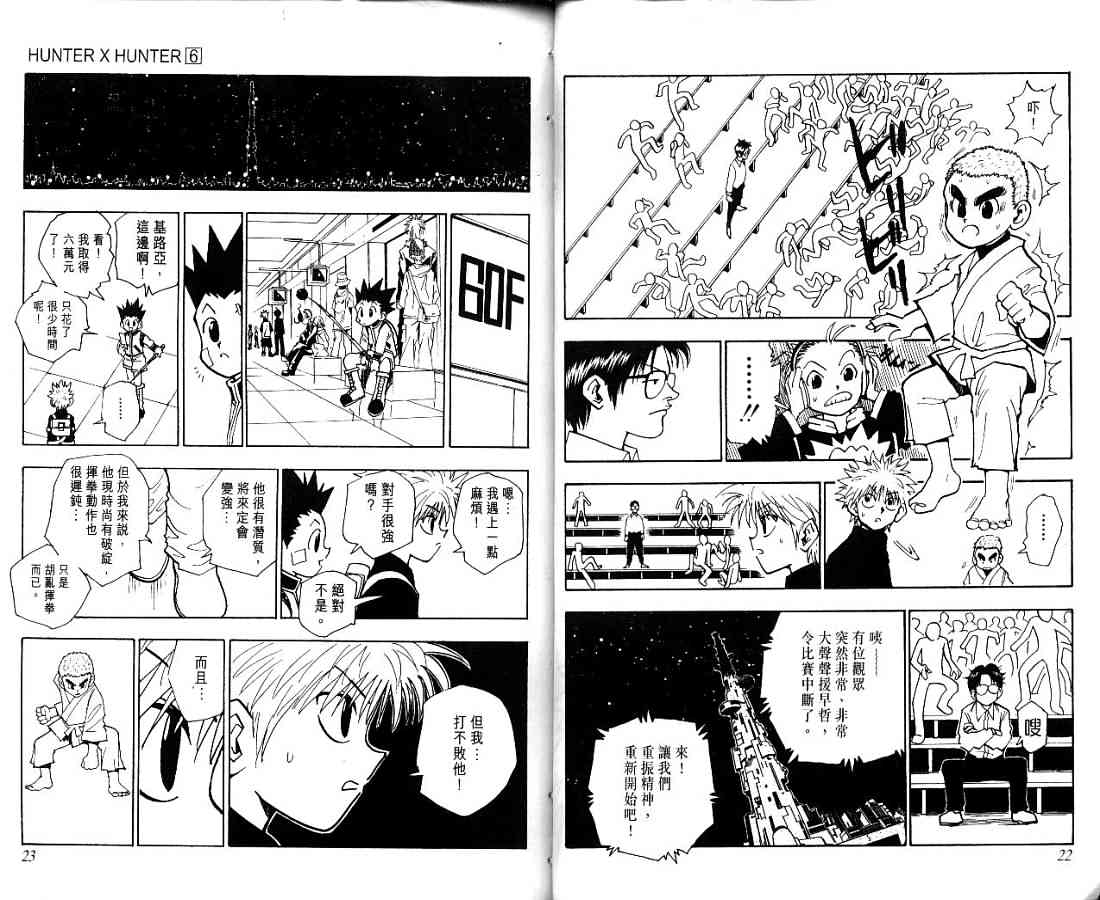 吓!
ビビビ!!
……!!
……
嗖
咦——
有位觀眾
突然非常、非常
大聲聲援早哲,
令比賽中斷了。
來!
讓我們
重振精神,
重新開始吧!
22
HUNTER X HUNTER 6
60F
基路亞,
這邊啊!
看!
我取得
六萬元
了!
只花了
很少時間
呢!
……
嗯…
我遇上一點
麻煩!
對手很強
嗎?
絕對
不是。
他很有潛質,
將來定會
變強…
但於我來說,
他現時尚有破綻,
揮拳動作也
很遲鈍…
只是
胡亂揮拳
而已。
但我…
打不敗他!
而且…
23